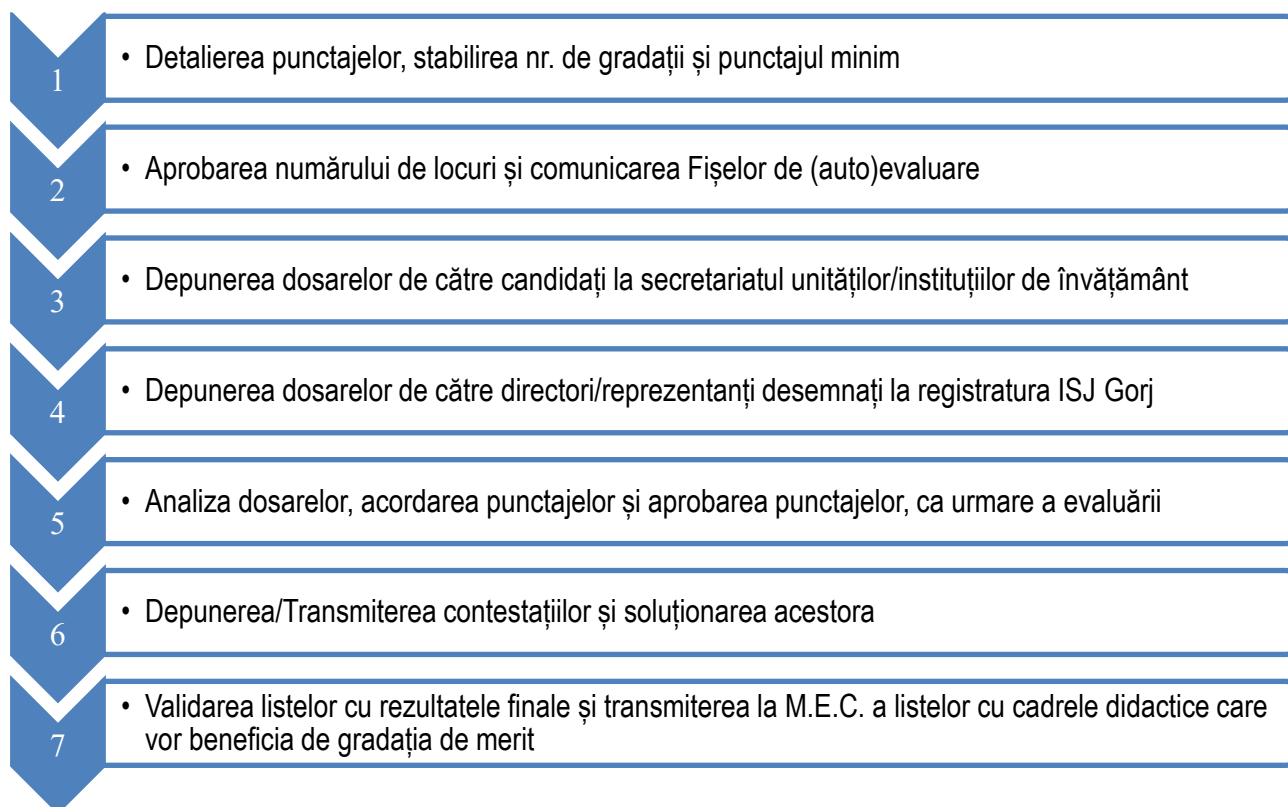 1
• Detalierea punctajelor, stabilirea nr. de gradații și punctajul minim
2
• Aprobarea numărului de locuri și comunicarea Fișelor de (auto)evaluare
3
• Depunerea dosarelor de către candidați la secretariatul unităților/instituțiilor de învățământ
4
• Depunerea dosarelor de către directori/reprezentanți desemnați la registratura ISJ Gorj
5
• Analiza dosarelor, acordarea punctajelor și aprobarea punctajelor, ca urmare a evaluării
6
• Depunerea/Transmiterea contestațiilor și soluționarea acestora
7
• Validarea listelor cu rezultatele finale și transmiterea la M.E.C. a listelor cu cadrele didactice care
vor beneficia de gradația de merit